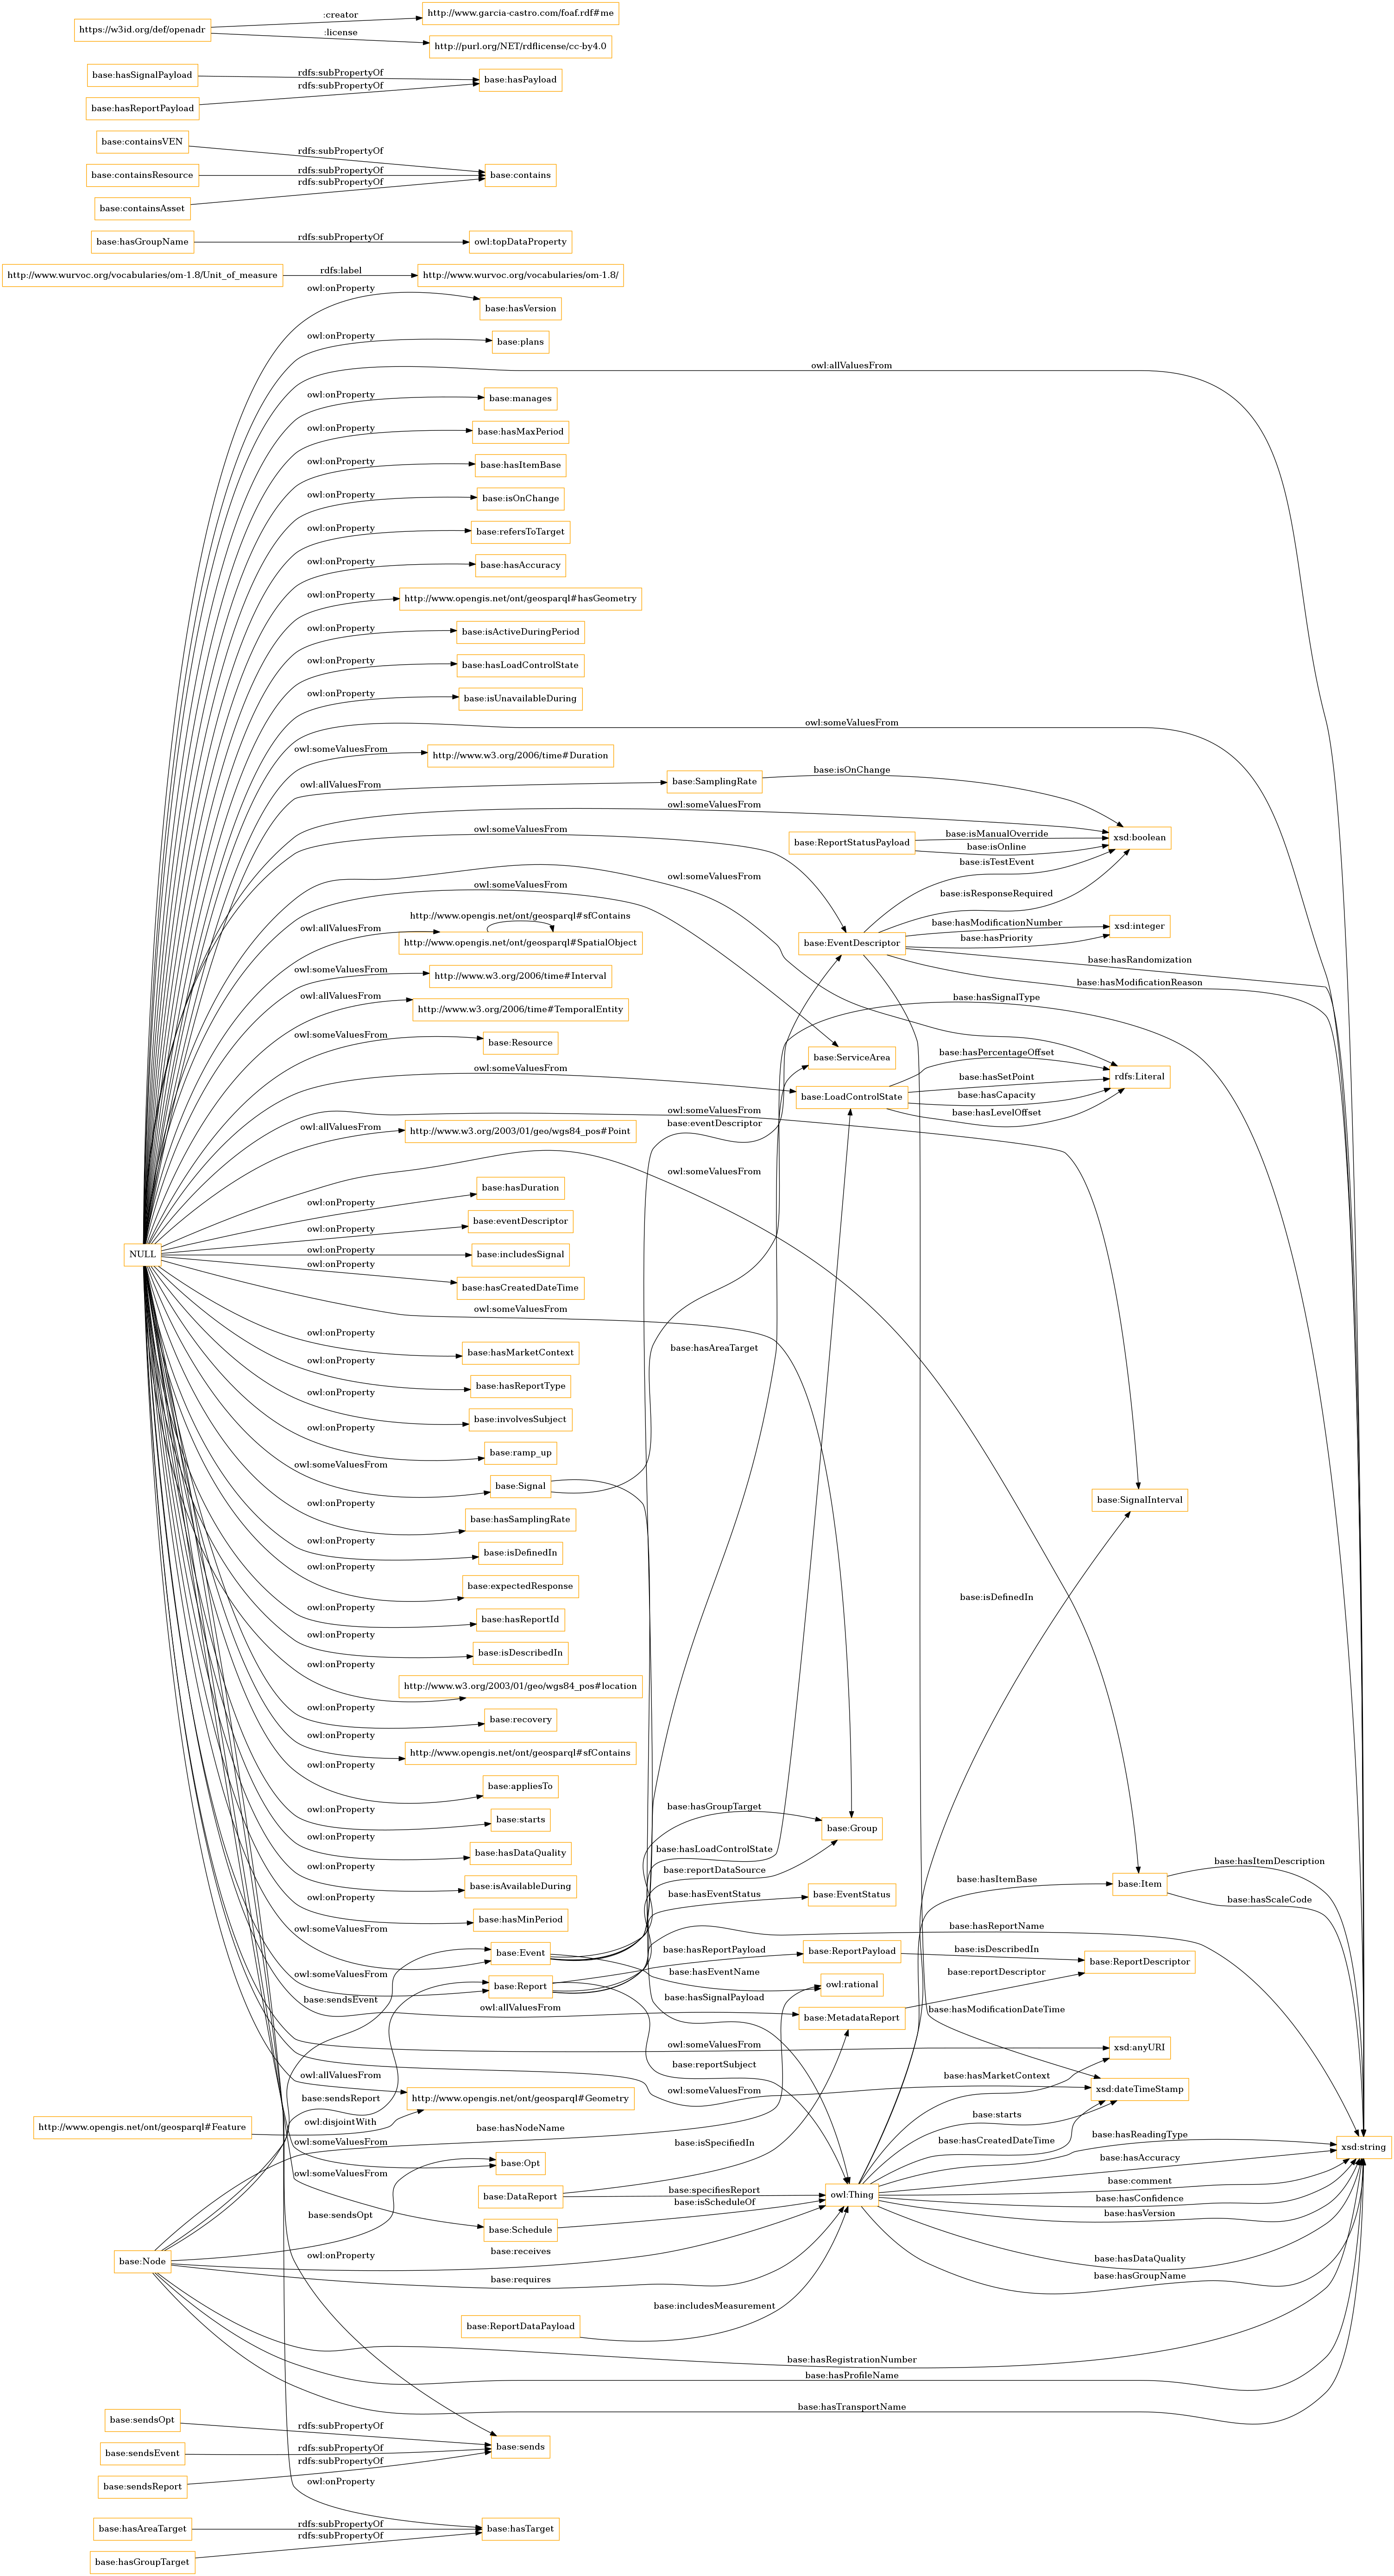 :creator
http://www.garcia-castro.com/foaf.rdf#me
https://w3id.org/def/openadr
:license
http://purl.org/NET/rdflicense/cc-by4.0
base:hasSignalPayload
rdfs:subPropertyOf
base:hasPayload
rdfs:subPropertyOf
base:hasReportPayload
base:containsVEN
rdfs:subPropertyOf
base:containsResource
rdfs:subPropertyOf
base:contains
rdfs:subPropertyOf
base:containsAsset
base:hasGroupName
rdfs:subPropertyOf
owl:topDataProperty
http://www.wurvoc.org/vocabularies/om-1.8/Unit_of_measure
rdfs:label
http://www.wurvoc.org/vocabularies/om-1.8/
owl:onProperty
base:hasVersion
owl:onProperty
base:plans
owl:allValuesFrom
owl:onProperty
base:manages
owl:onProperty
base:hasMaxPeriod
owl:onProperty
base:hasItemBase
owl:onProperty
base:isOnChange
owl:onProperty
base:refersToTarget
owl:onProperty
base:hasAccuracy
owl:onProperty
http://www.opengis.net/ont/geosparql#hasGeometry
owl:onProperty
base:isActiveDuringPeriod
owl:onProperty
base:hasLoadControlState
owl:onProperty
base:isUnavailableDuring
owl:someValuesFrom
owl:someValuesFrom
http://www.w3.org/2006/time#Duration
owl:allValuesFrom
base:SamplingRate
base:isOnChange
owl:someValuesFrom
owl:someValuesFrom
base:ReportStatusPayload
base:isManualOverride
base:isOnline
xsd:boolean
base:isTestEvent
owl:someValuesFrom
owl:someValuesFrom
base:isResponseRequired
http://www.opengis.net/ont/geosparql#sfContains
owl:allValuesFrom
http://www.opengis.net/ont/geosparql#SpatialObject
base:EventDescriptor
base:hasModificationNumber
base:hasPriority
xsd:integer
base:hasRandomization
owl:someValuesFrom
http://www.w3.org/2006/time#Interval
base:hasModificationReason
owl:allValuesFrom
http://www.w3.org/2006/time#TemporalEntity
base:hasSignalType
owl:someValuesFrom
base:Resource
base:ServiceArea
base:hasPercentageOffset
owl:someValuesFrom
base:LoadControlState
base:hasSetPoint
rdfs:Literal
base:hasCapacity
base:hasLevelOffset
owl:someValuesFrom
base:eventDescriptor
owl:allValuesFrom
http://www.w3.org/2003/01/geo/wgs84_pos#Point
owl:someValuesFrom
owl:onProperty
base:hasDuration
owl:onProperty
base:eventDescriptor
NULL
owl:onProperty
base:includesSignal
owl:onProperty
base:hasCreatedDateTime
owl:someValuesFrom
owl:onProperty
base:hasMarketContext
base:hasAreaTarget
owl:onProperty
base:hasReportType
owl:onProperty
base:involvesSubject
owl:onProperty
base:ramp_up
owl:someValuesFrom
base:Signal
base:SignalInterval
owl:onProperty
base:hasSamplingRate
owl:onProperty
base:isDefinedIn
owl:onProperty
base:expectedResponse
base:isDefinedIn
owl:onProperty
base:hasReportId
owl:onProperty
base:isDescribedIn
owl:onProperty
http://www.w3.org/2003/01/geo/wgs84_pos#location
owl:onProperty
base:recovery
owl:onProperty
http://www.opengis.net/ont/geosparql#sfContains
owl:onProperty
base:appliesTo
owl:onProperty
base:starts
base:hasGroupTarget
base:Group
owl:onProperty
base:hasDataQuality
base:hasLoadControlState
base:hasItemDescription
owl:onProperty
base:isAvailableDuring
base:reportDataSource
base:hasItemBase
base:Item
base:hasEventStatus
base:EventStatus
base:hasScaleCode
owl:onProperty
base:hasMinPeriod
owl:someValuesFrom
base:Event
base:hasReportName
base:hasReportPayload
base:ReportPayload
base:isDescribedIn
base:ReportDescriptor
owl:someValuesFrom
base:Report
base:hasEventName
owl:rational
base:reportDescriptor
base:sendsEvent
base:hasSignalPayload
owl:allValuesFrom
base:MetadataReport
base:hasModificationDateTime
owl:someValuesFrom
xsd:anyURI
base:reportSubject
base:hasMarketContext
owl:allValuesFrom
base:sendsReport
http://www.opengis.net/ont/geosparql#Geometry
owl:someValuesFrom
xsd:dateTimeStamp
http://www.opengis.net/ont/geosparql#Feature
owl:disjointWith
base:hasNodeName
base:starts
base:hasReadingType
owl:someValuesFrom
base:isSpecifiedIn
base:hasCreatedDateTime
xsd:string
base:Opt
base:hasAccuracy
owl:someValuesFrom
base:comment
base:DataReport
base:specifiesReport
owl:Thing
base:hasConfidence
base:isScheduleOf
base:sendsOpt
base:Schedule
base:hasVersion
base:Node
owl:onProperty
base:receives
base:hasDataQuality
base:requires
base:hasGroupName
base:ReportDataPayload
base:includesMeasurement
base:hasRegistrationNumber
base:hasProfileName
base:hasTransportName
base:sendsOpt
rdfs:subPropertyOf
base:sendsEvent
rdfs:subPropertyOf
base:sends
rdfs:subPropertyOf
base:sendsReport
owl:onProperty
base:hasAreaTarget
rdfs:subPropertyOf
base:hasTarget
rdfs:subPropertyOf
base:hasGroupTarget